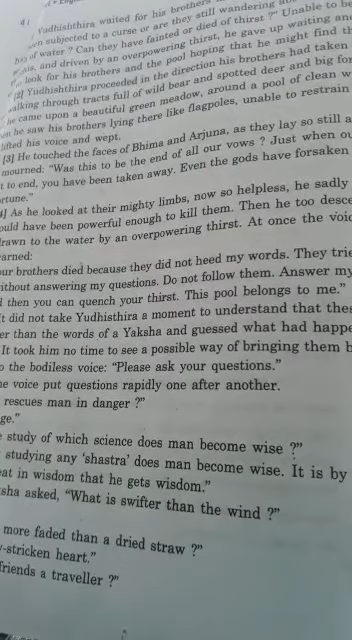 4)
Yudhishthira waited for his brothers
subjected to a curse or are they still wandering
of water ? Can they have fainted or died of thirst ?" Unable to
and driven by an overpowering thirst, he gave up waiting and
look for his brothers and the pool hoping that he might find
[2] Yudhishthira proceeded in the direction his brothers had taken
walking through tracts full of wild bear and spotted deer and big
he came upon a beautiful green meadow, around a pool of clean w
he saw his brothers lying there like flagpoles, unable to restrain
lifted his voice and wept.
[3] He touched the faces of Bhima and Arjuna, as they lay so still a
mourned: "Was this to be the end of all our vows ? Just when ou
t to end, you have been taken away. Even the gods have forsaken
rtune."
4] As he looked at their mighty limbs, now so helpless, he sadly
ould have been powerful enough to kill them. Then he too desce
drawn to the water by an overpowering thirst. At once the voic
arned:
ur brothers died because they did not heed my words. They trie
ithout answering my questions. Do not follow them. Answer my
then you can quench your thirst. This pool belongs to me."
t did not take Yudhisthira a moment to understand that thes
er than the words of a Yaksha and guessed what had happe
It took him no time to see a possible way of bringing them b
o the bodiless voice: "Please ask your questions."
he voice put questions rapidly one after another.
rescues man in danger ?"
ge."
study of which science does man become wise ?"
studying any 'shastra' does man become wise. It is by
eat in wisdom that he gets wisdom."
sha asked, "What is swifter than the wind ?"
more faded than a dried straw ?"
-stricken heart."
friends a traveller ?"